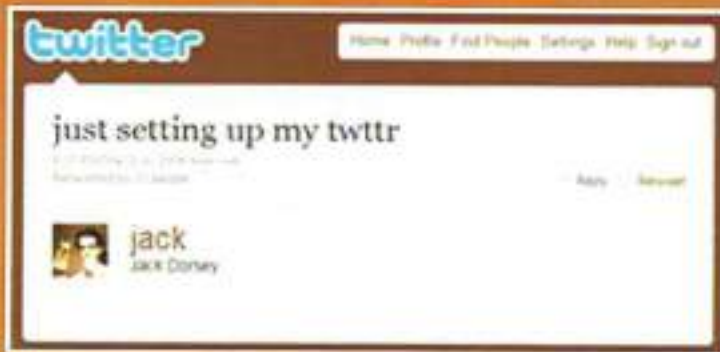 twitter
Home Profile Find People Settings Help Sign out
just setting up my twttr
Reply Retweet
jack
Jack Dorsey